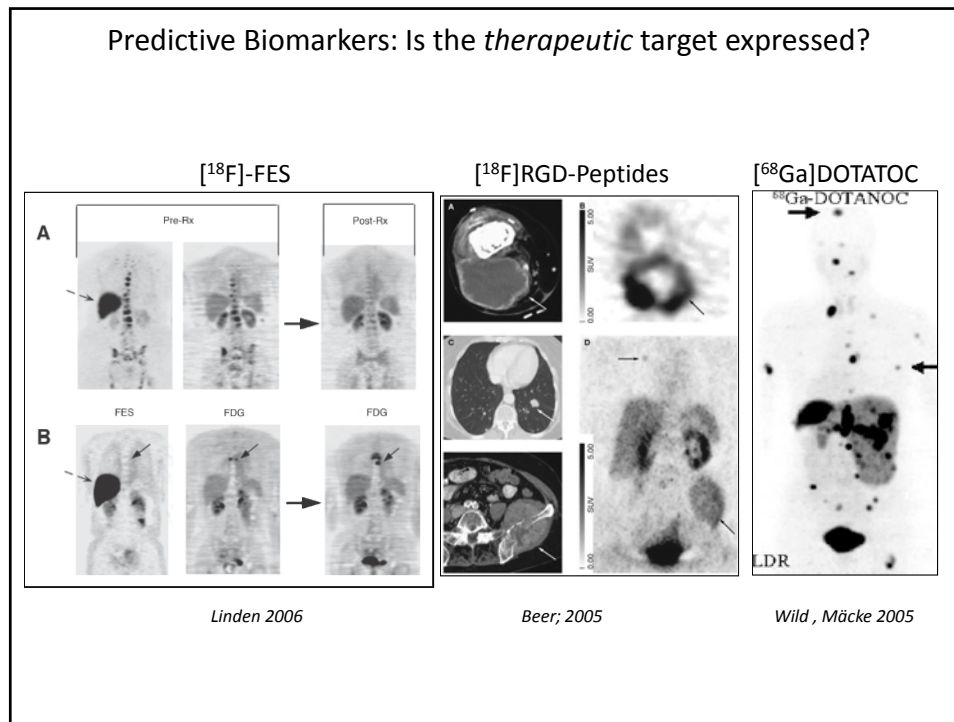 Predictive Biomarkers: Is the therapeutic target expressed?
[18F]-FES
[18F]RGD-Peptides
[68Ga]DOTATOC
Pre-Rx
Post-Rx
A
FES
FDG
FDG
B
A
B
5.00
SUV
0.00
C
D
5.00
SUV
0.00
68Ga-DOTANOC
LDR
Linden 2006
Beer; 2005
Wild , Mäcke 2005